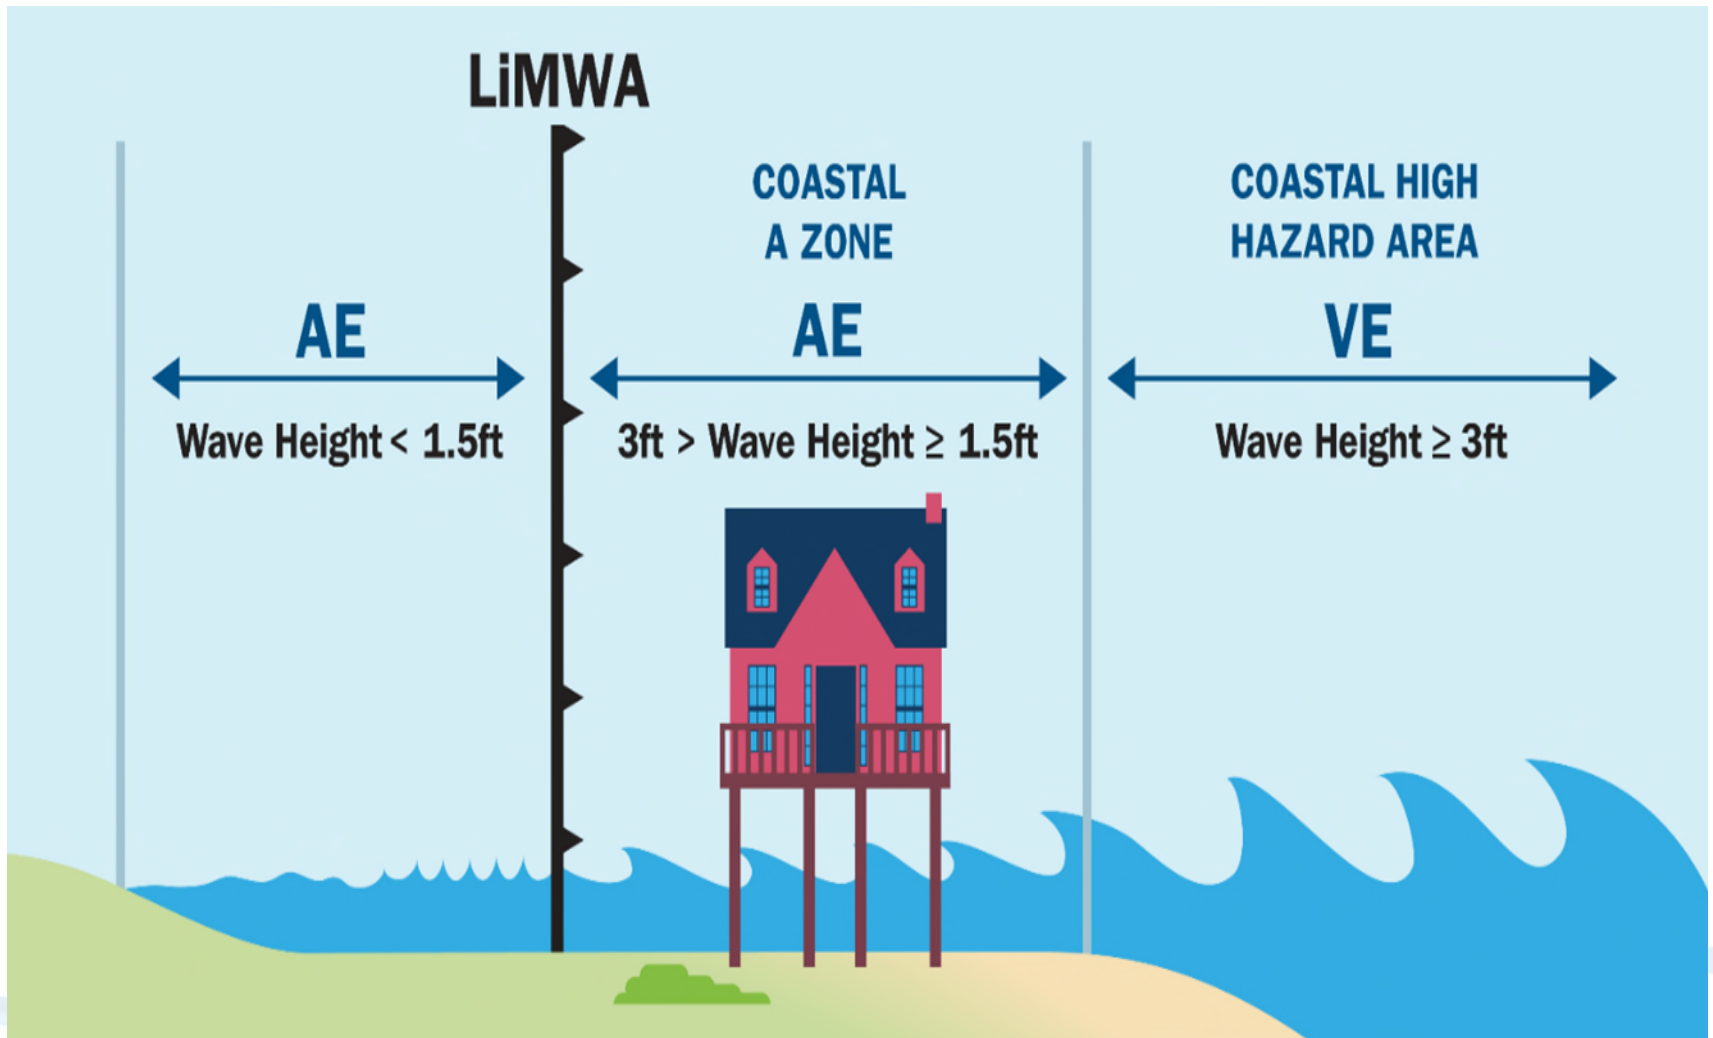 LiMWA
COASTAL
A ZONE
COASTAL HIGH
HAZARD AREA
AE
AE
VE
Wave Height < 1.5ft
3ft > Wave Height ≥ 1.5ft
Wave Height ≥ 3ft